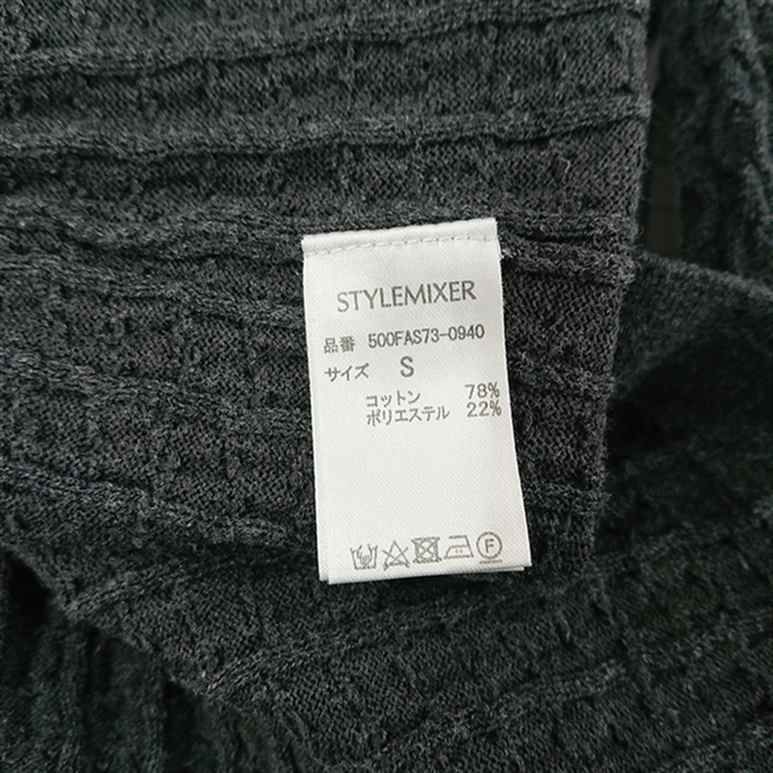 STYLEMIXER
品番 500FAS73-0940
サイズ S
コットン 78%
ポリエステル 22%
F